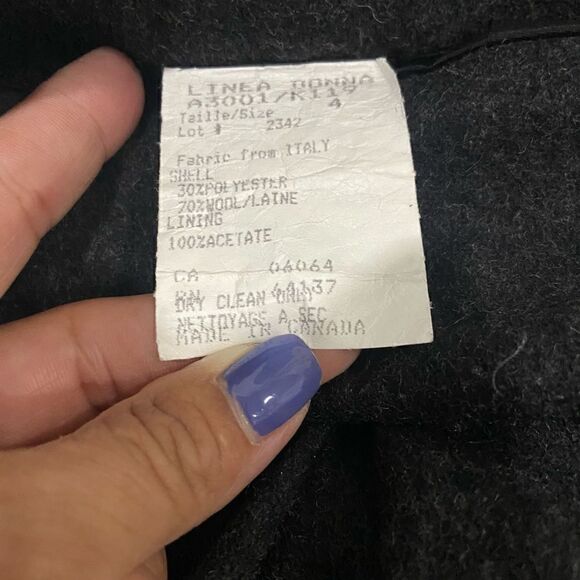 LINEA DONNA
A3001/K117
Taille/Size 4
Lot # 2342
Fabric from ITALY
SHELL
30%POLYESTER
70%WOOL/LAINE
LINING
100%ACETATE
CA 06064
RN
DRY CLEAN ONLY
NETTOYAGE A SEC
MADE IN CANADA